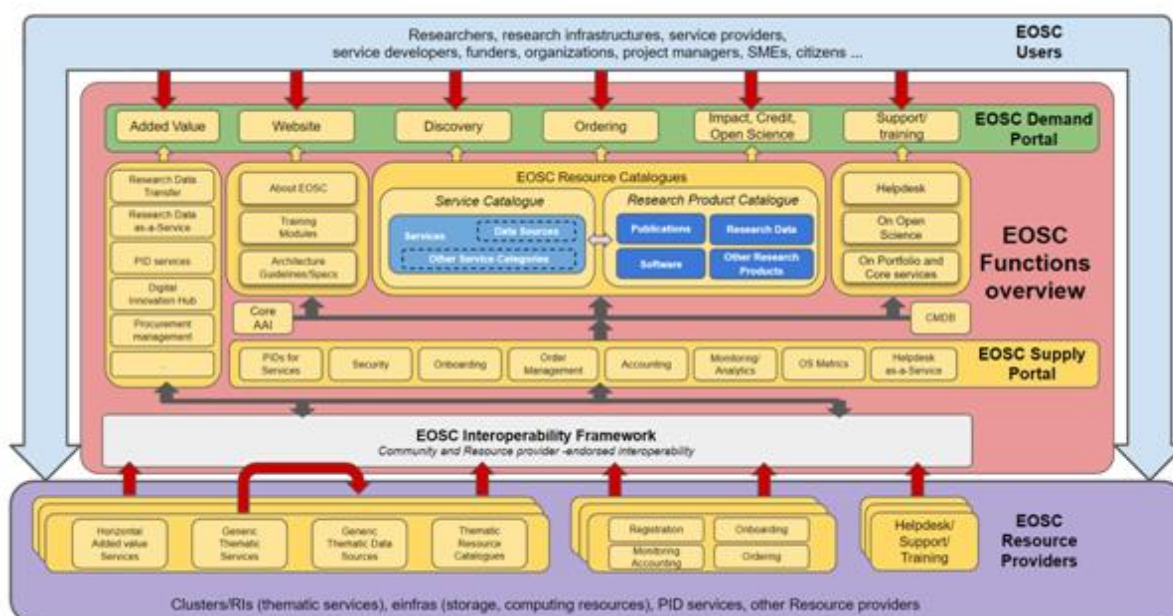 Researchers, research infrastructures, service providers,
service developers, funders, organizations, project managers, SMEs, citizens ...
EOSC
Users
Added Value
Website
Discovery
Ordering
Impact, Credit,
Open Science
Support/
training
EOSC Demand
Portal
Research Data
Transfer
Research Data
as-a-Service
PID services
Digital
Innovation Hub
Procurement
management
...
About EOSC
Training
Modules
Architecture
Guidelines/Specs
EOSC Resource Catalogues
Service Catalogue
Services
Data Sources
Other Service Categories
Research Product Catalogue
Publications
Research Data
Software
Other Research
Products
Helpdesk
On Open
Science
On Portfolio and
Core services
EOSC
Functions
overview
Core
AAI
CMDB
PIDs for
Services
Security
Onboarding
Order
Management
Accounting
Monitoring/
Analytics
OS Metrics
Helpdesk
as-a-Service
EOSC Supply
Portal
EOSC Interoperability Framework
Community and Resource provider -endorsed interoperability
Horizontal
Added value
Services
Generic
Thematic
Services
Generic
Thematic Data
Sources
Thematic
Resource
Catalogues
Registration
Onboarding
Monitoring
Accounting
Ordering
Helpdesk/
Support/
Training
EOSC
Resource
Providers
Clusters/RIs (thematic services), einfras (storage, computing resources), PID services, other Resource providers